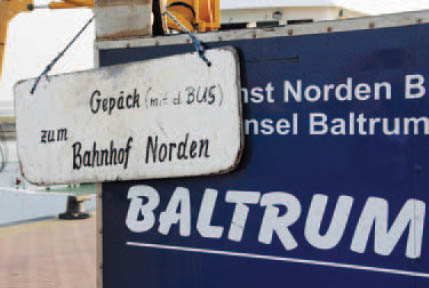 Gepäck (mit d. BUS)
zum
Bahnhof Norden
nst Norden B
nsel Baltrum
BALTRUM